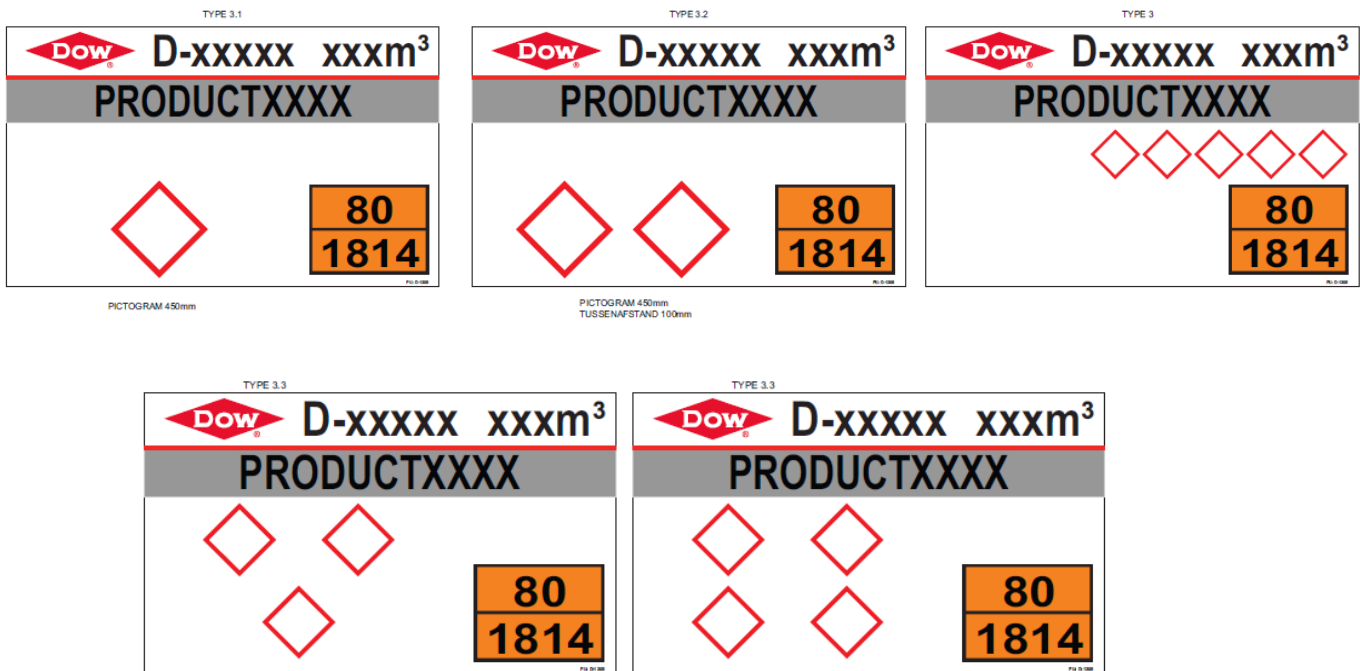 TYPE 3.1
DOW ® D-xxxxx xxxm³
PRODUCTXXXX
80
1814
PICTOGRAM 450mm
TYPE 3.2
DOW ® D-xxxxx xxxm³
PRODUCTXXXX
80
1814
PICTOGRAM 450mm
TUSSENAFSTAND 100mm
TYPE 3
DOW ® D-xxxxx xxxm³
PRODUCTXXXX
80
1814
TYPE 3.3
DOW ® D-xxxxx xxxm³
PRODUCTXXXX
80
1814
TYPE 3.3
DOW ® D-xxxxx xxxm³
PRODUCTXXXX
80
1814